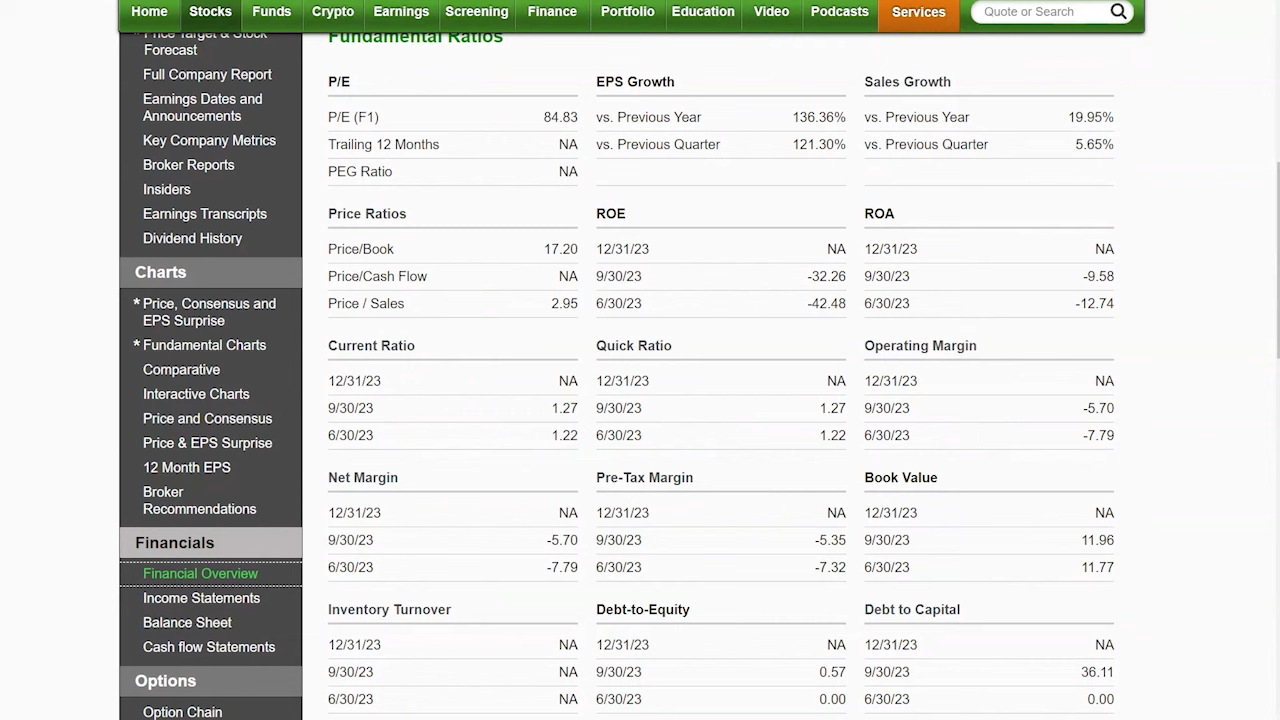 Home Stocks Funds Crypto Earnings Screening Finance Portfolio Education Video Podcasts Services Quote or Search
* Price Target & Stock
Forecast
Full Company Report
Earnings Dates and
Announcements
Key Company Metrics
Broker Reports
Insiders
Earnings Transcripts
Dividend History
Charts
* Price, Consensus and
EPS Surprise
* Fundamental Charts
Comparative
Interactive Charts
Price and Consensus
Price & EPS Surprise
12 Month EPS
Broker
Recommendations
Financials
Financial Overview
Income Statements
Balance Sheet
Cash flow Statements
Options
Option Chain
Fundamental Ratios
P/E EPS Growth Sales Growth
P/E (F1) 84.83 vs. Previous Year 136.36% vs. Previous Year 19.95%
Trailing 12 Months NA vs. Previous Quarter 121.30% vs. Previous Quarter 5.65%
PEG Ratio NA
Price Ratios ROE ROA
Price/Book 17.20 12/31/23 NA 12/31/23 NA
Price/Cash Flow NA 9/30/23 -32.26 9/30/23 -9.58
Price / Sales 2.95 6/30/23 -42.48 6/30/23 -12.74
Current Ratio Quick Ratio Operating Margin
12/31/23 NA 12/31/23 NA 12/31/23 NA
9/30/23 1.27 9/30/23 1.27 9/30/23 -5.70
6/30/23 1.22 6/30/23 1.22 6/30/23 -7.79
Net Margin Pre-Tax Margin Book Value
12/31/23 NA 12/31/23 NA 12/31/23 NA
9/30/23 -5.70 9/30/23 -5.35 9/30/23 11.96
6/30/23 -7.79 6/30/23 -7.32 6/30/23 11.77
Inventory Turnover Debt-to-Equity Debt to Capital
12/31/23 NA 12/31/23 NA 12/31/23 NA
9/30/23 NA 9/30/23 0.57 9/30/23 36.11
6/30/23 NA 6/30/23 0.00 6/30/23 0.00